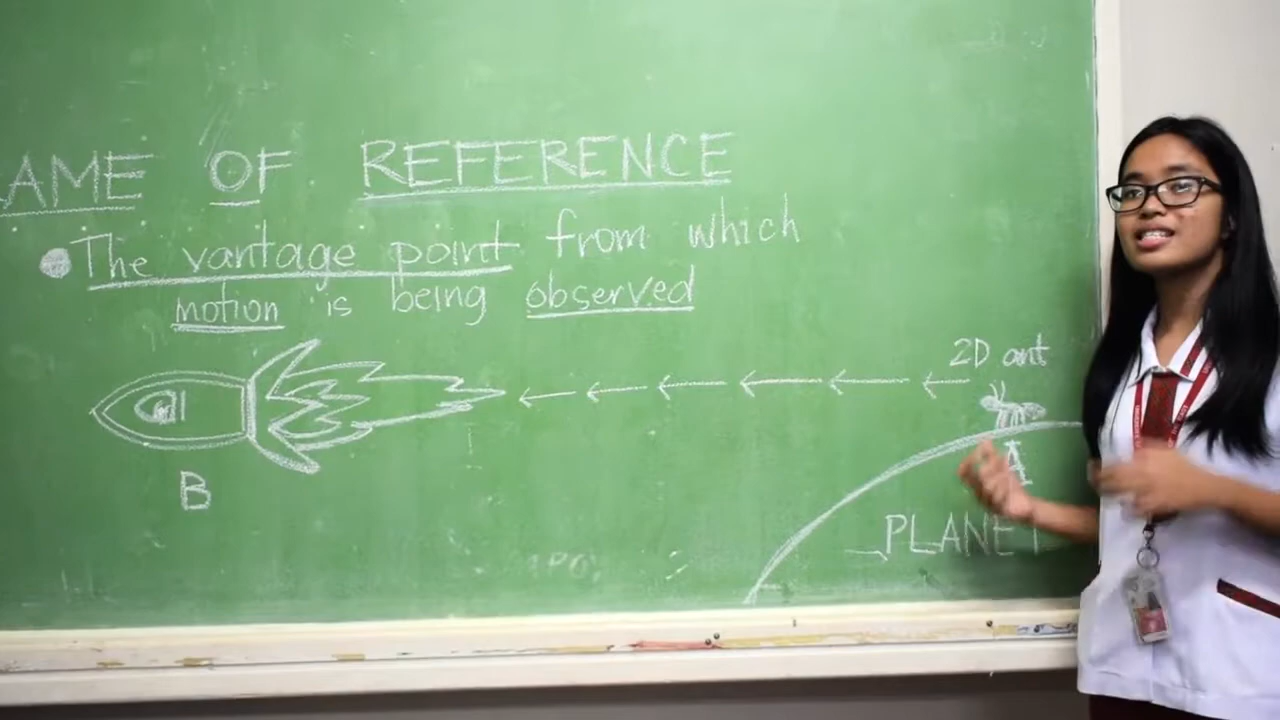 AME OF REFERENCE
The vantage point from which
motion is being observed
2D ant
A
B
PLANET